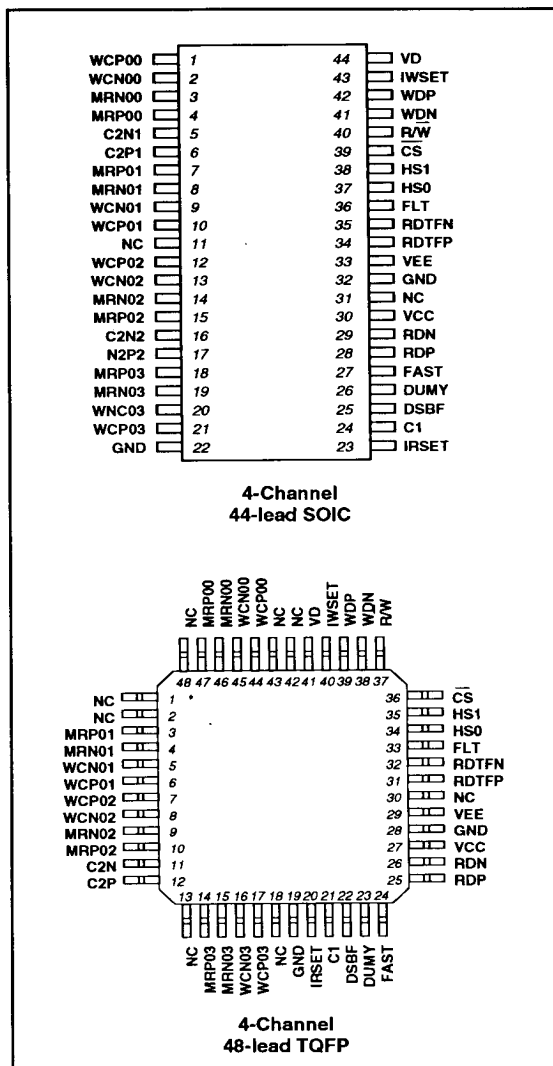 WCP00 1 44 VD
WCN00 2 43 IWSET
MRN00 3 42 WDP
MRP00 4 41 WDN
C2N1 5 40 R/W̅
C2P1 6 39 C̅S̅
MRP01 7 38 HS1
MRN01 8 37 HS0
WCN01 9 36 FLT
WCP01 10 35 RDTFN
NC 11 34 RDTFP
WCP02 12 33 VEE
WCN02 13 32 GND
MRN02 14 31 NC
MRP02 15 30 VCC
C2N2 16 29 RDN
N2P2 17 28 RDP
MRP03 18 27 FAST
MRN03 19 26 DUMY
WNC03 20 25 DSBF
WCP03 21 24 C1
GND 22 23 IRSET
4-Channel
44-lead SOIC
NC MRP00 MRN00 WCN00 WCP00 NC NC VD IWSET WDP WDN R/W
48 47 46 45 44 43 42 41 40 39 38 37
NC 1 36 C̅S̅
NC 2 35 HS1
MRP01 3 34 HS0
MRN01 4 33 FLT
WCN01 5 32 RDTFN
WCP01 6 31 RDTFP
WCP02 7 30 NC
WCN02 8 29 VEE
MRN02 9 28 GND
MRP02 10 27 VCC
C2N 11 26 RDN
C2P 12 25 RDP
13 14 15 16 17 18 19 20 21 22 23 24
NC MRP03 MRN03 WCN03 WCP03 NC GND IRSET C1 DSBF DUMY FAST
4-Channel
48-lead TQFP